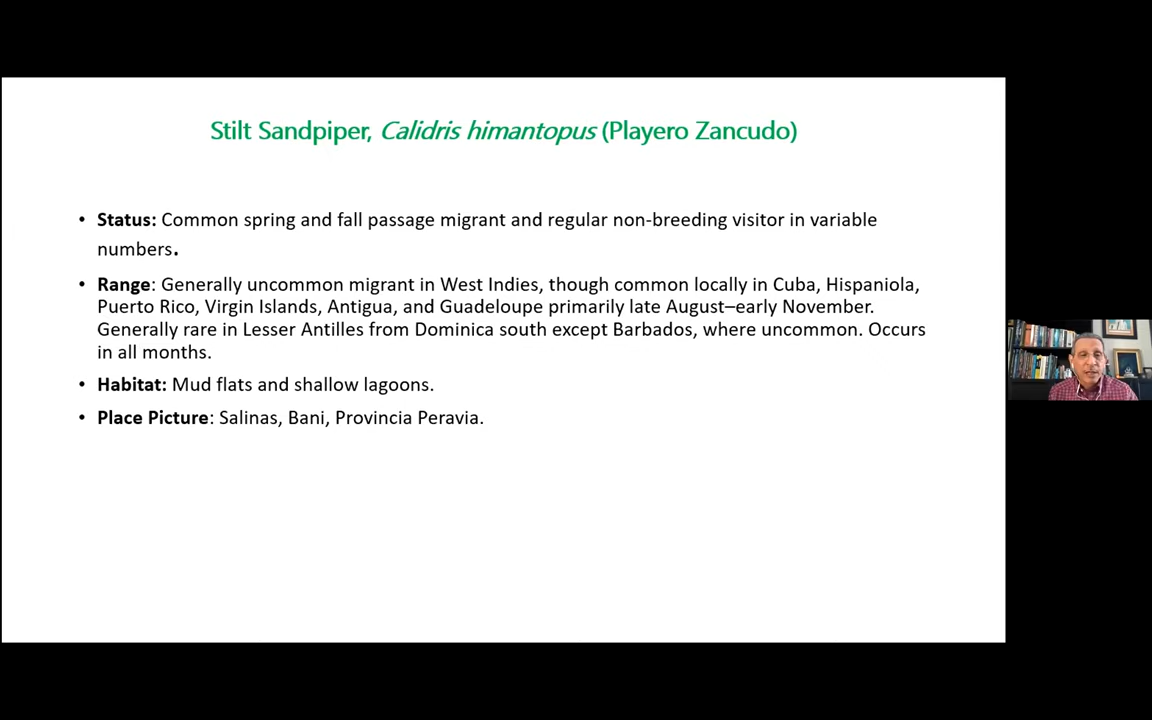 Stilt Sandpiper, Calidris himantopus (Playero Zancudo)
• Status: Common spring and fall passage migrant and regular non-breeding visitor in variable
numbers.
• Range: Generally uncommon migrant in West Indies, though common locally in Cuba, Hispaniola,
Puerto Rico, Virgin Islands, Antigua, and Guadeloupe primarily late August–early November.
Generally rare in Lesser Antilles from Dominica south except Barbados, where uncommon. Occurs
in all months.
• Habitat: Mud flats and shallow lagoons.
• Place Picture: Salinas, Bani, Provincia Peravia.